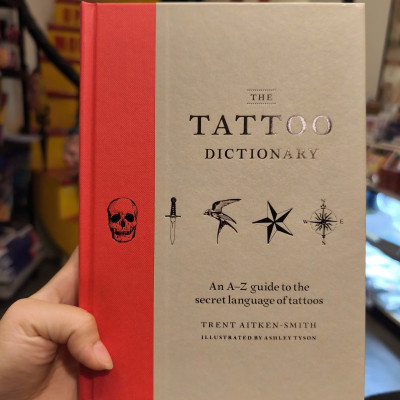 THE
TATTOO
DICTIONARY
N
W E
S
An A–Z guide to the
secret language of tattoos
TRENT AITKEN-SMITH
ILLUSTRATED BY ASHLEY TYSON